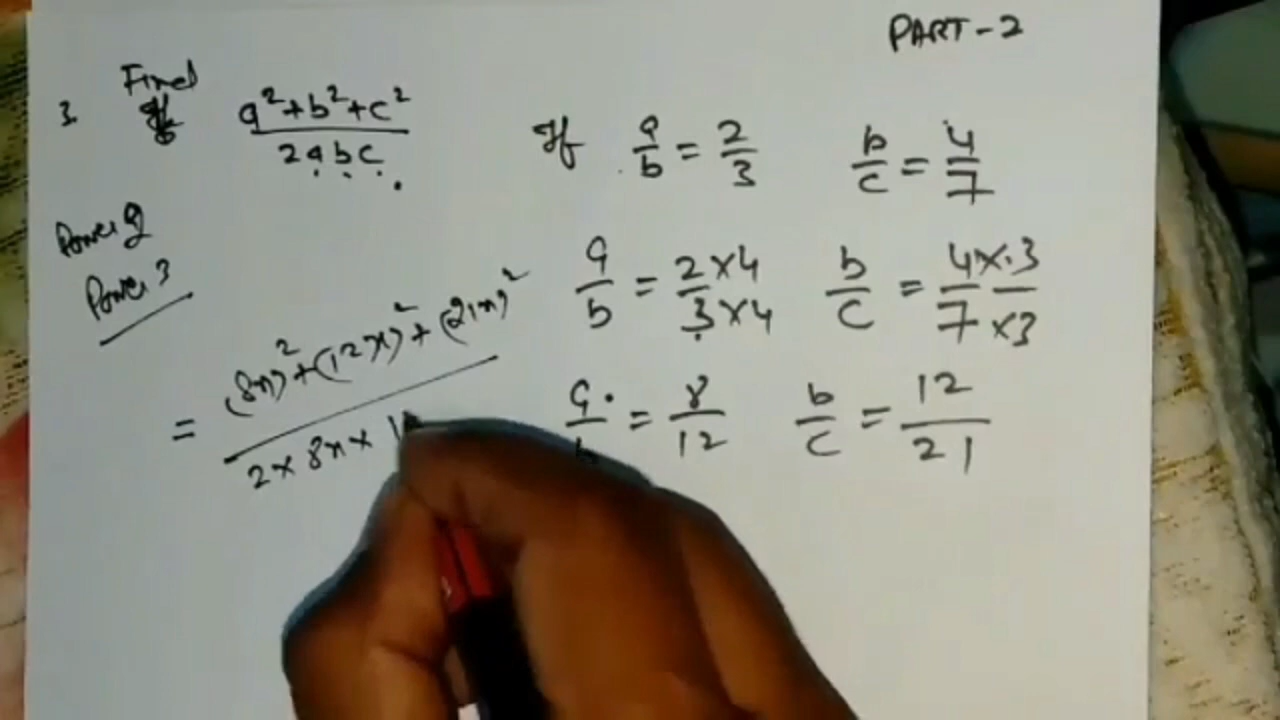 PART-2
3 Find (a²+b²+c²)/(2abc) If a/b = 2/3 b/c = 4/7
Power 2
Power 3
a/b = (2×4)/(3×4) b/c = (4×3)/(7×3)
= ((8x)²+(12x)²+(21x)²)/(2×8x×1
a/b = 8/12 b/c = 12/21